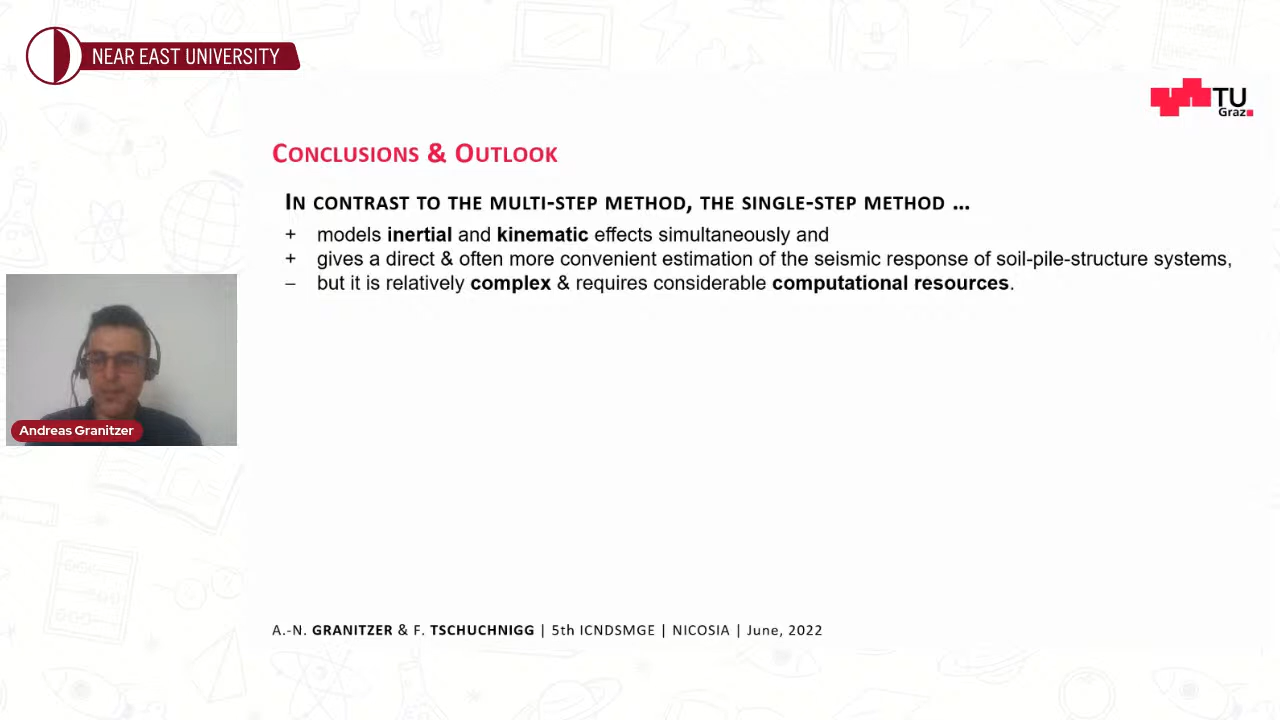 NEAR EAST UNIVERSITY
TU
Graz
CONCLUSIONS & OUTLOOK
IN CONTRAST TO THE MULTI-STEP METHOD, THE SINGLE-STEP METHOD ...
+ models inertial and kinematic effects simultaneously and
+ gives a direct & often more convenient estimation of the seismic response of soil-pile-structure systems,
– but it is relatively complex & requires considerable computational resources.
Andreas Granitzer
A.-N. GRANITZER & F. TSCHUCHNIGG | 5th ICNDSMGE | NICOSIA | June, 2022